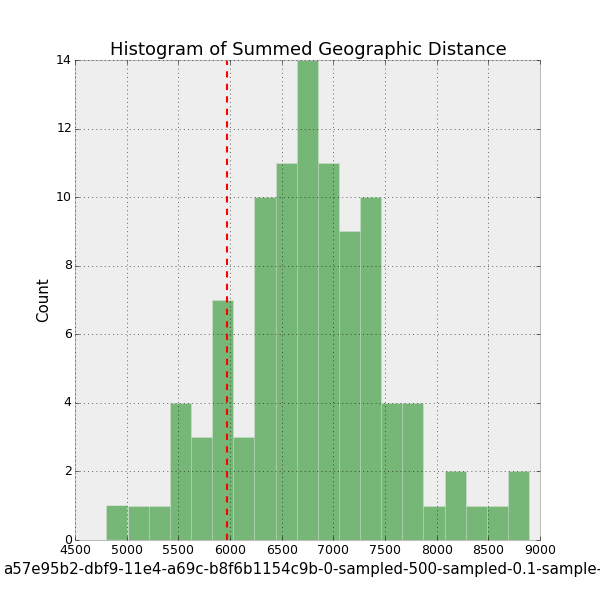 Histogram of Summed Geographic Distance
14
12
10
8
6
4
2
0
Count
4500 5000 5500 6000 6500 7000 7500 8000 8500 9000
a57e95b2-dbf9-11e4-a69c-b8f6b1154c9b-0-sampled-500-sampled-0.1-sample-